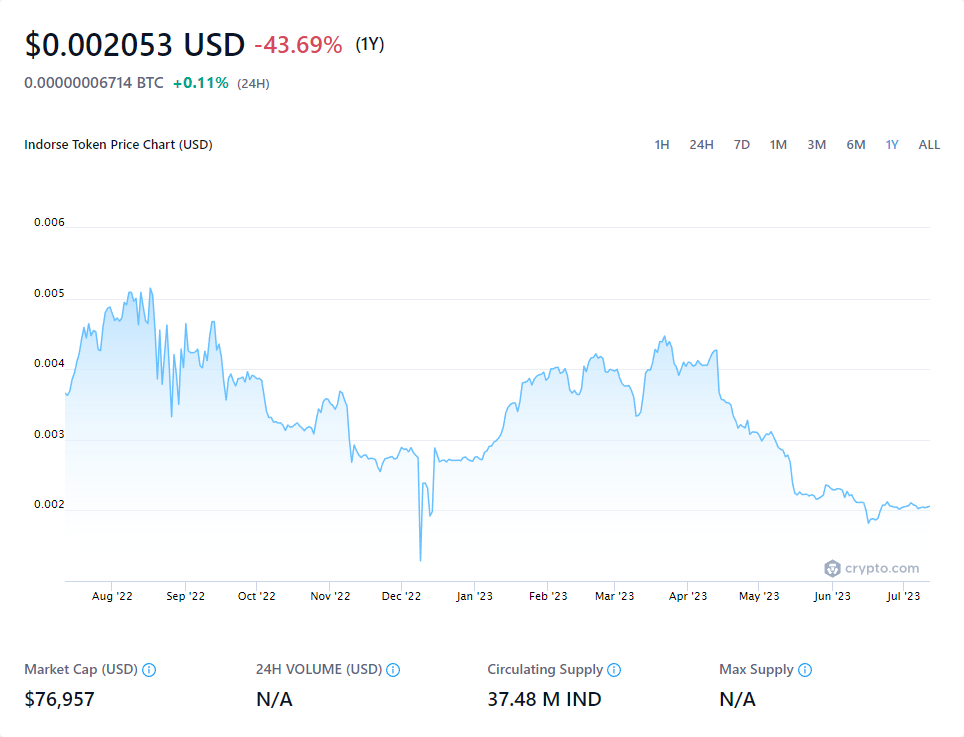 $0.002053 USD -43.69% (1Y)
0.00000006714 BTC +0.11% (24H)
Indorse Token Price Chart (USD) 1H 24H 7D 1M 3M 6M 1Y ALL
0.006
0.005
0.004
0.003
0.002
crypto.com
Aug '22 Sep '22 Oct '22 Nov '22 Dec '22 Jan '23 Feb '23 Mar '23 Apr '23 May '23 Jun '23 Jul '23
Market Cap (USD) 24H VOLUME (USD) Circulating Supply Max Supply
$76,957 N/A 37.48 M IND N/A